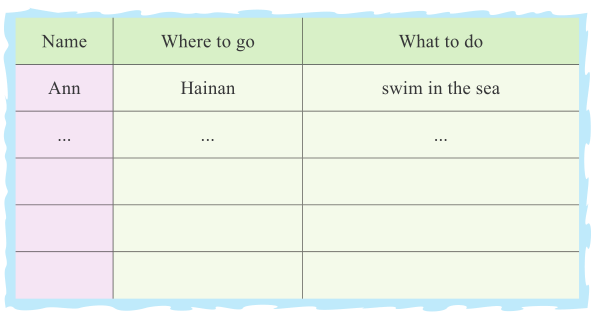 Name Where to go What to do
Ann Hainan swim in the sea
... ... ...